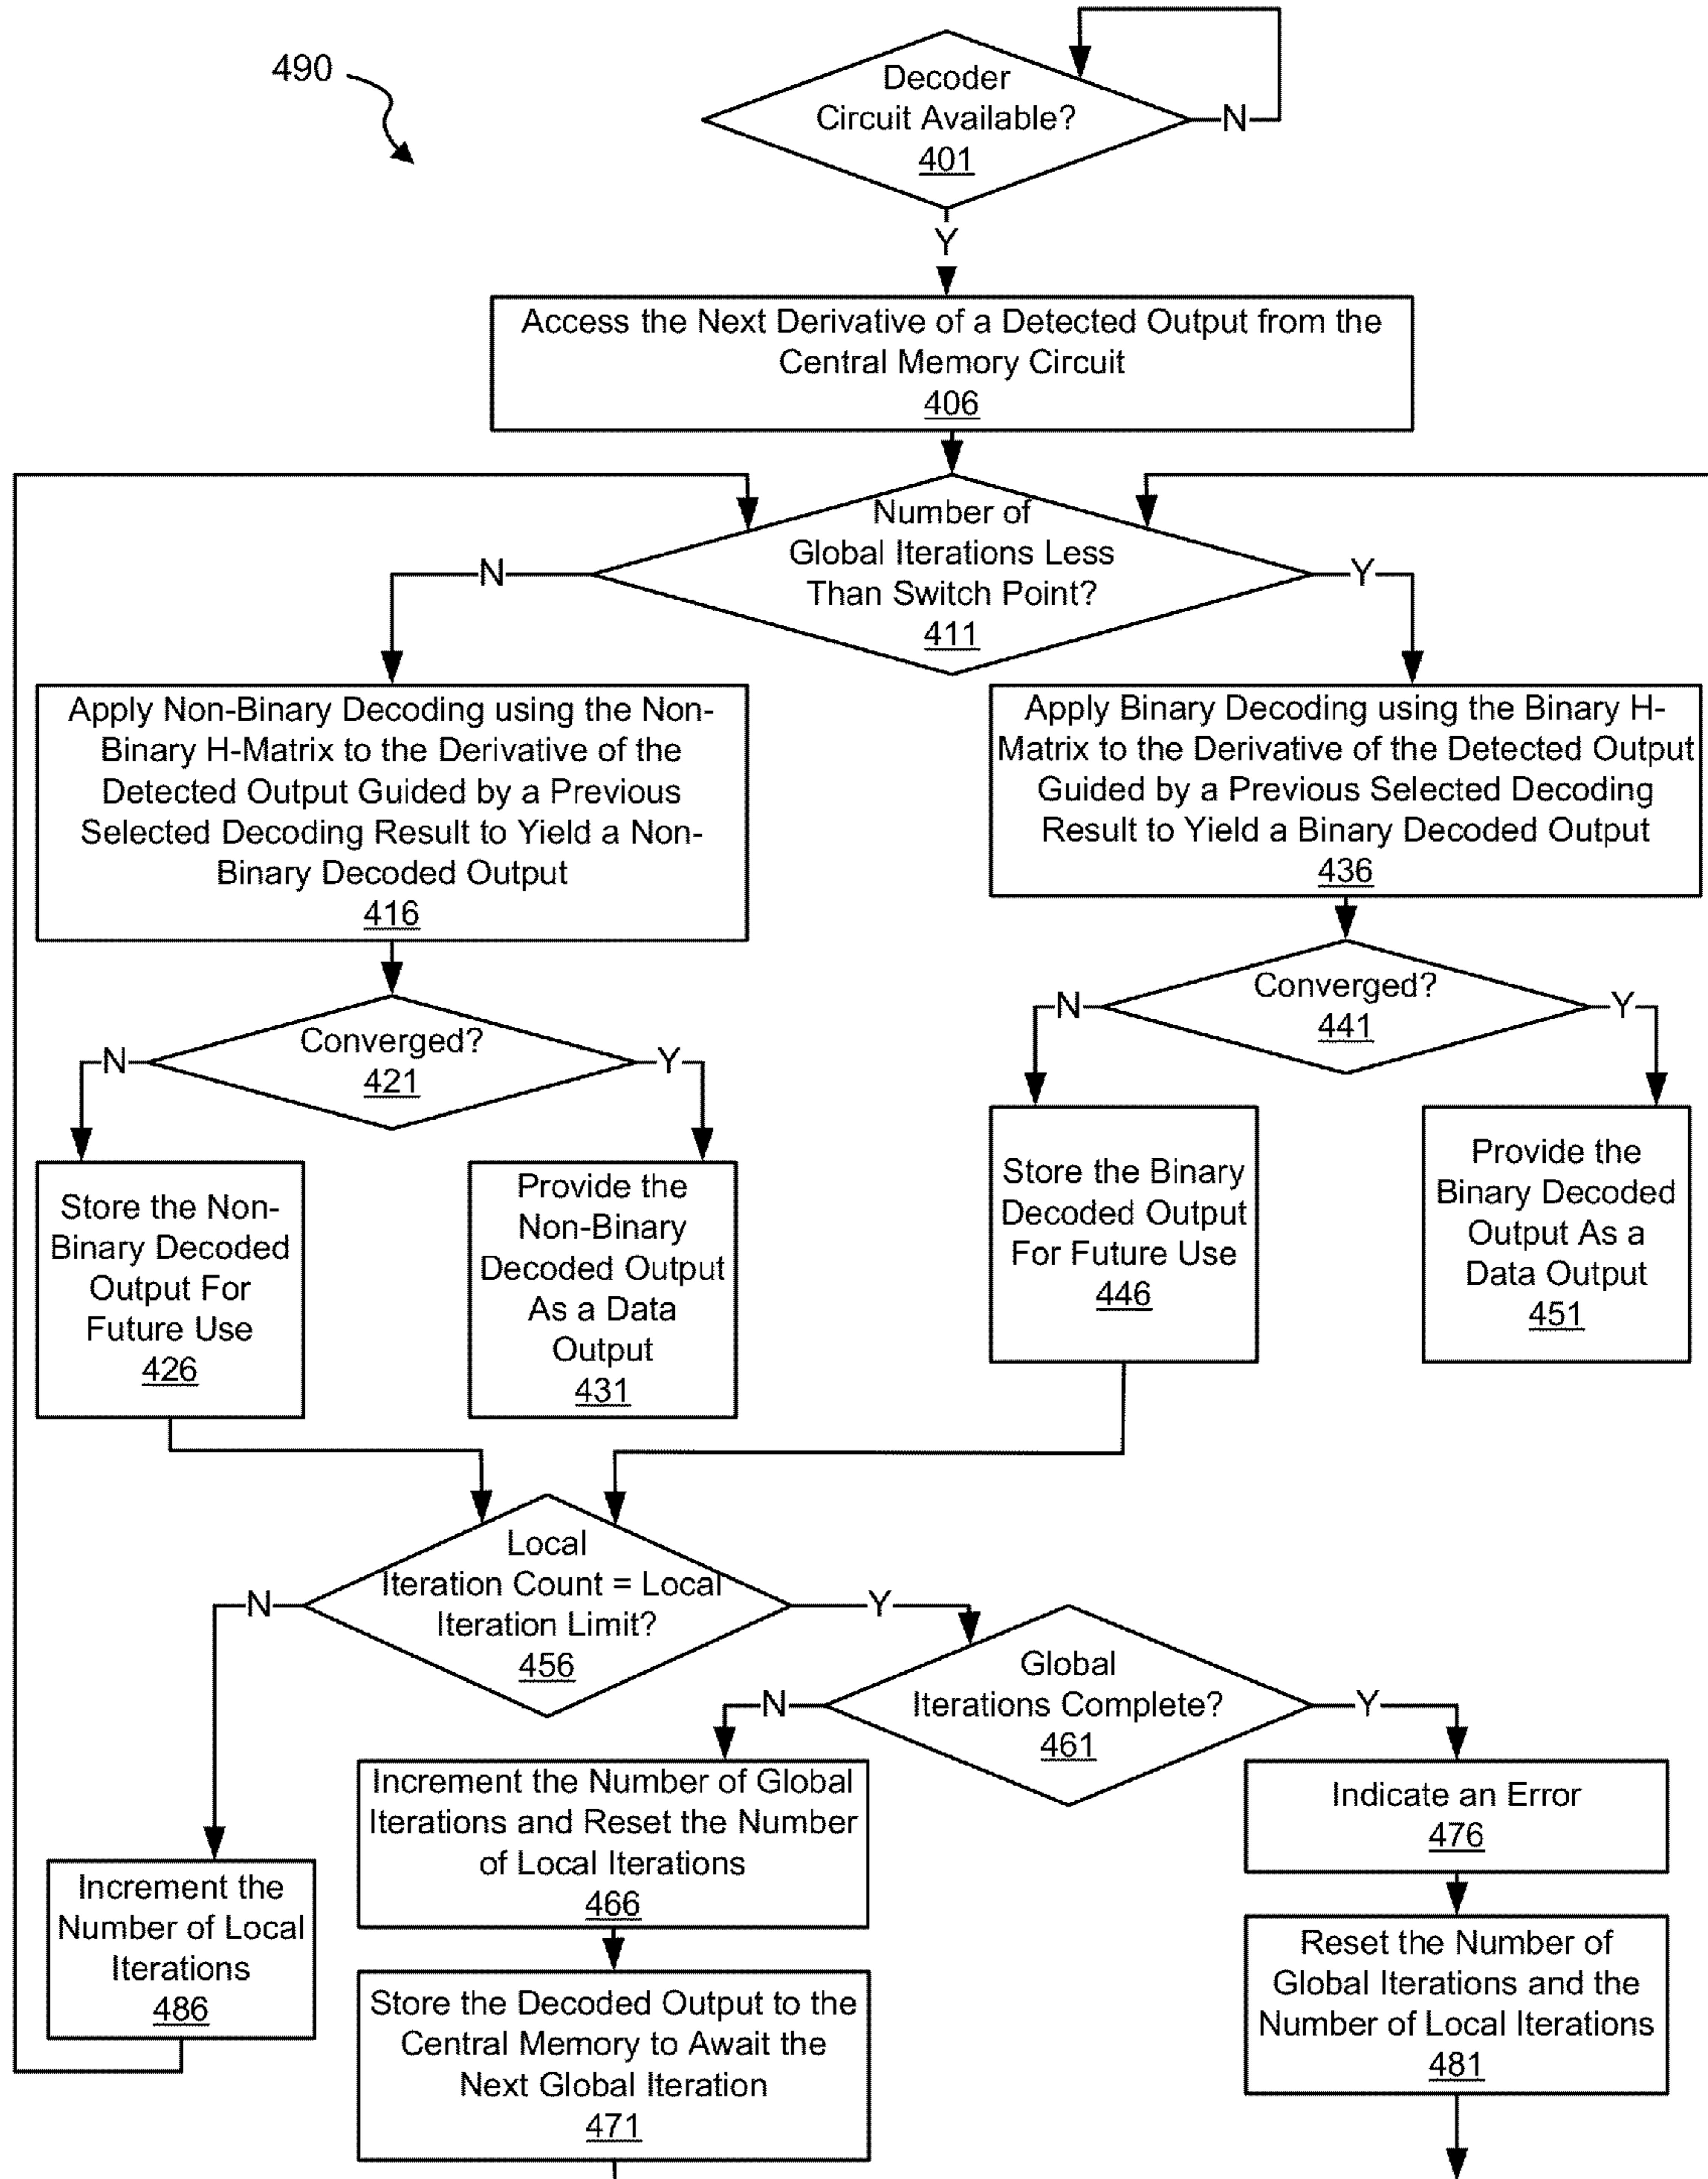 490
Decoder
Circuit Available?
401
N
Y
Access the Next Derivative of a Detected Output from the
Central Memory Circuit
406
Number of
Global Iterations Less
Than Switch Point?
411
N
Y
Apply Non-Binary Decoding using the Non-
Binary H-Matrix to the Derivative of the
Detected Output Guided by a Previous
Selected Decoding Result to Yield a Non-
Binary Decoded Output
416
Apply Binary Decoding using the Binary H-
Matrix to the Derivative of the Detected Output
Guided by a Previous Selected Decoding
Result to Yield a Binary Decoded Output
436
Converged?
421
N
Y
Converged?
441
N
Y
Store the Non-
Binary Decoded
Output For
Future Use
426
Provide the
Non-Binary
Decoded Output
As a Data
Output
431
Store the Binary
Decoded Output
For Future Use
446
Provide the
Binary Decoded
Output As a
Data Output
451
Local
Iteration Count = Local
Iteration Limit?
456
N
Y
Global
Iterations Complete?
461
N
Y
Increment the
Number of Local
Iterations
486
Increment the Number of Global
Iterations and Reset the Number
of Local Iterations
466
Store the Decoded Output to the
Central Memory to Await the
Next Global Iteration
471
Indicate an Error
476
Reset the Number of
Global Iterations and the
Number of Local Iterations
481